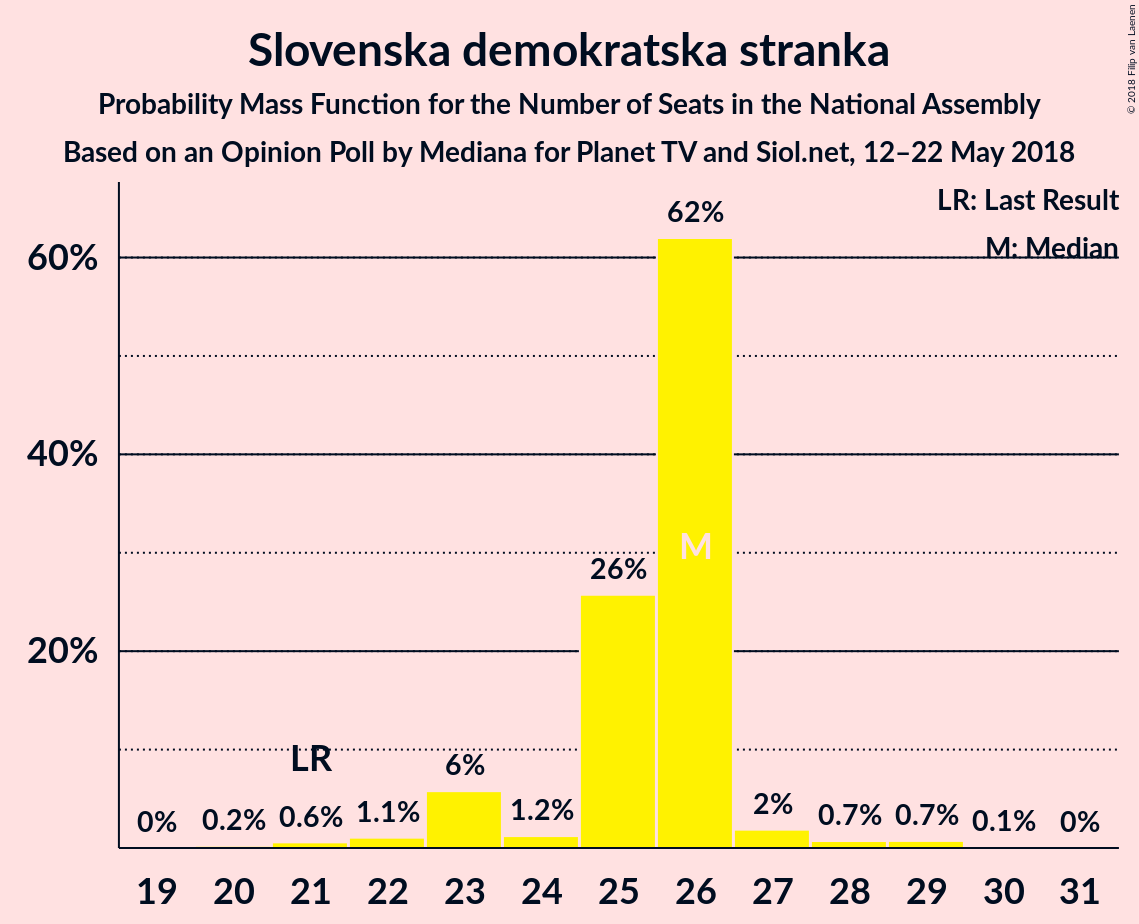 Slovenska demokratska stranka
Probability Mass Function for the Number of Seats in the National Assembly
Based on an Opinion Poll by Mediana for Planet TV and Siol.net, 12–22 May 2018
© 2018 Filip van Laenen
LR: Last Result
M: Median
60%
40%
20%
0%
0.2%
0.6%
LR
1.1%
6%
1.2%
26%
62%
M
2%
0.7%
0.7%
0.1%
0%
19 20 21 22 23 24 25 26 27 28 29 30 31